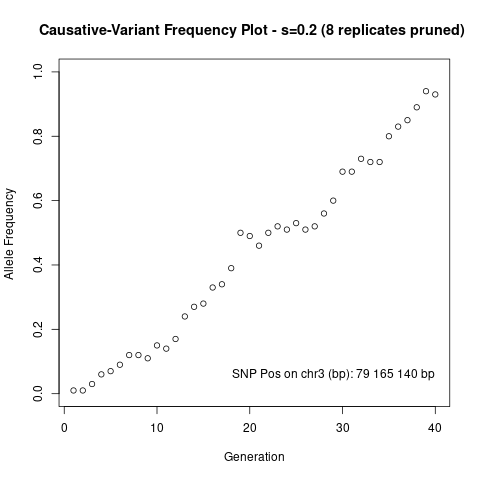 Causative-Variant Frequency Plot - s=0.2 (8 replicates pruned)
Allele Frequency
1.0
0.8
0.6
0.4
0.2
0.0
SNP Pos on chr3 (bp): 79 165 140 bp
0 10 20 30 40
Generation